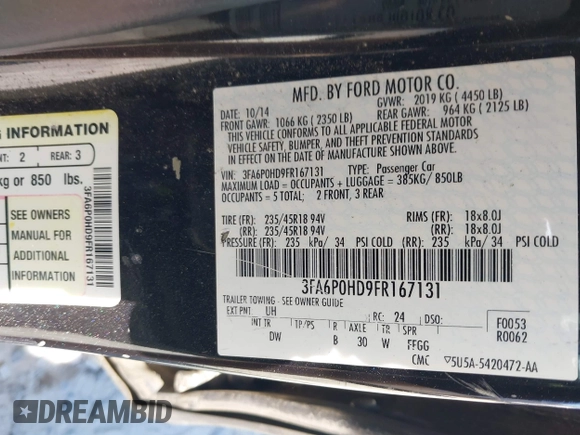 G INFORMATION
NT: 2 REAR: 3
kg or 850 lbs.
SEE OWNERS
MANUAL FOR
ADDITIONAL
INFORMATION
3FA6P0HD9FR167131
MFD. BY FORD MOTOR CO.
DATE: 10/14 GVWR: 2019 KG ( 4450 LB)
FRONT GAWR: 1066 KG ( 2350 LB) REAR GAWR: 964 KG ( 2125 LB)
THIS VEHICLE CONFORMS TO ALL APPLICABLE FEDERAL MOTOR
VEHICLE SAFETY, BUMPER, AND THEFT PREVENTION STANDARDS
IN EFFECT ON THE DATE OF MANUFACTURE SHOWN ABOVE.
VIN: 3FA6P0HD9FR167131 TYPE: Passenger Car
MAXIMUM LOAD = OCCUPANTS + LUGGAGE = 385KG/ 850LB
OCCUPANTS = 5 TOTAL; 2 FRONT, 3 REAR
TIRE (FR): 235/45R18 94V RIMS (FR): 18x8.0J
(RR): 235/45R18 94V (RR): 18x8.0J
PRESSURE (FR): 235 kPa/ 34 PSI COLD (RR) 235 kPa/ 34 PSI COLD
3FA6P0HD9FR167131
TRAILER TOWING - SEE OWNER GUIDE
EXT PNT: UH RC: 24 DSO: F0053
INT TR TP/PS R AXLE TR SPR R0062
DW B 30 W FFGG
CMC 5U5A-5420472-AA
DREAMBID